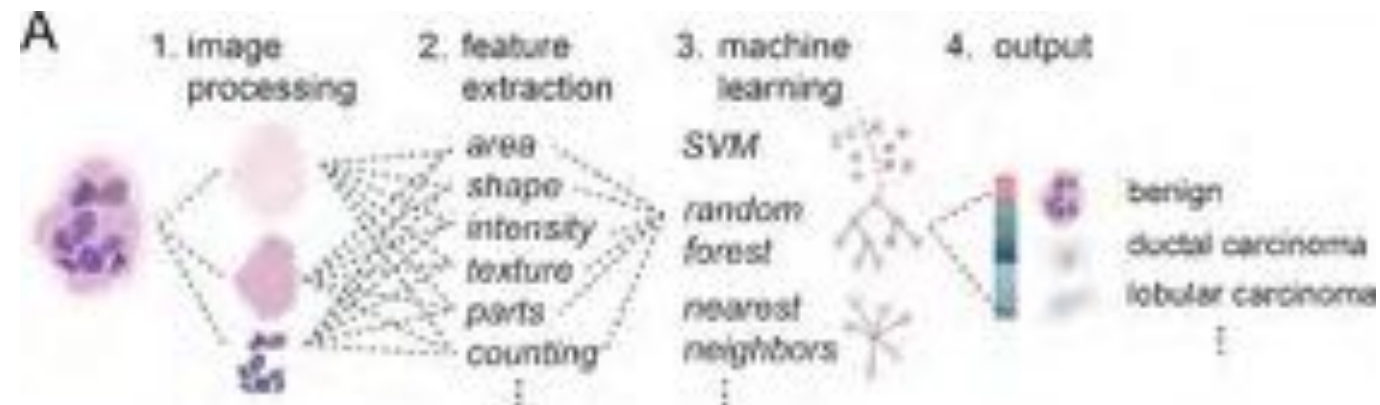 A
1. image
processing
2. feature
extraction
3. machine
learning
4. output
area
shape
intensity
texture
parts
counting
SVM
random
forest
nearest
neighbors
benign
ductal carcinoma
lobular carcinoma